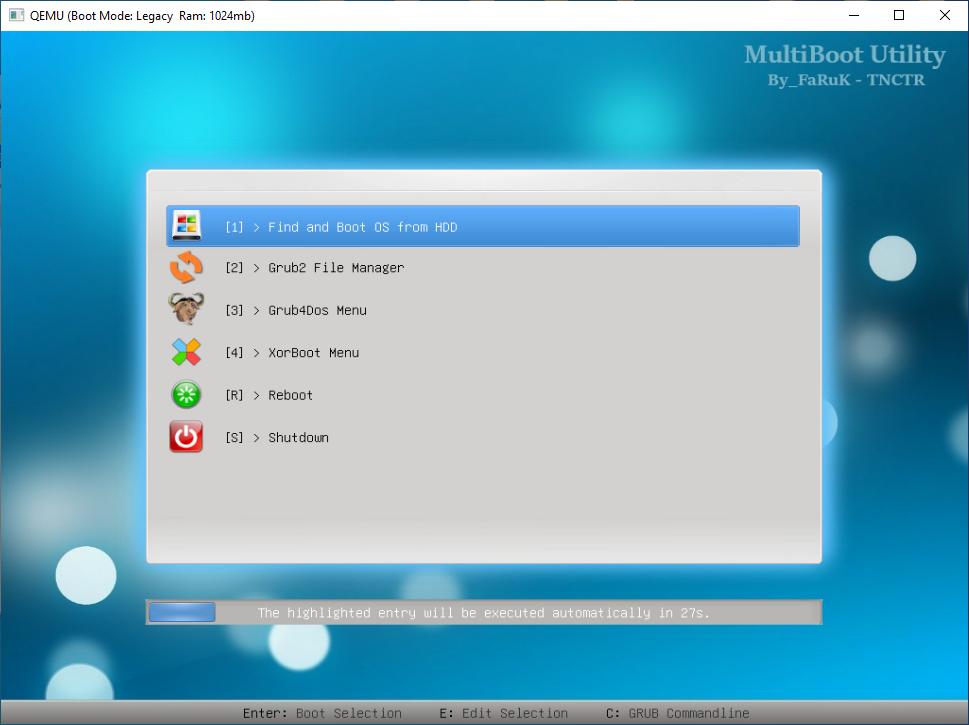 QEMU (Boot Mode: Legacy  Ram: 1024mb)
MultiBoot Utility
By_FaRuK - TNCTR
[1] > Find and Boot OS from HDD
[2] > Grub2 File Manager
[3] > Grub4Dos Menu
[4] > XorBoot Menu
[R] > Reboot
[S] > Shutdown
The highlighted entry will be executed automatically in 27s.
Enter: Boot Selection    E: Edit Selection    C: GRUB Commandline